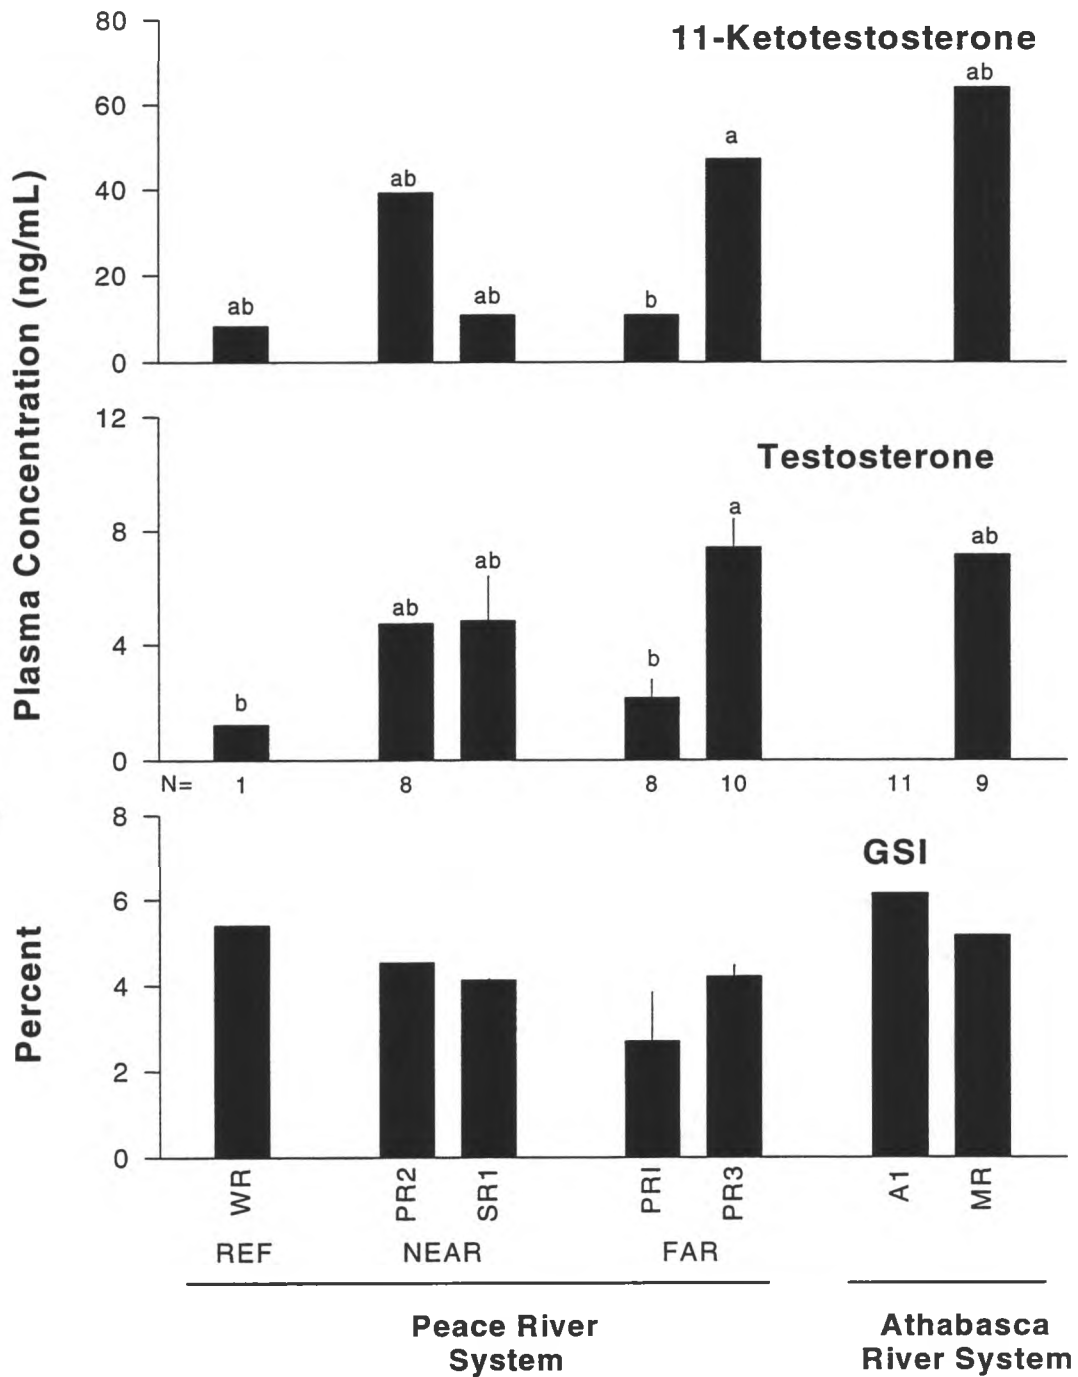 11-Ketotestosterone
80
60
40
20
0
ab
ab
ab
b
a
ab
Plasma Concentration (ng/mL)
Testosterone
12
8
4
0
b
ab
ab
b
a
ab
N= 1 8 8 10 11 9
GSI
8
6
4
2
0
Percent
WR PR2 SR1 PRI PR3 A1 MR
REF NEAR FAR
Peace River Athabasca
System River System